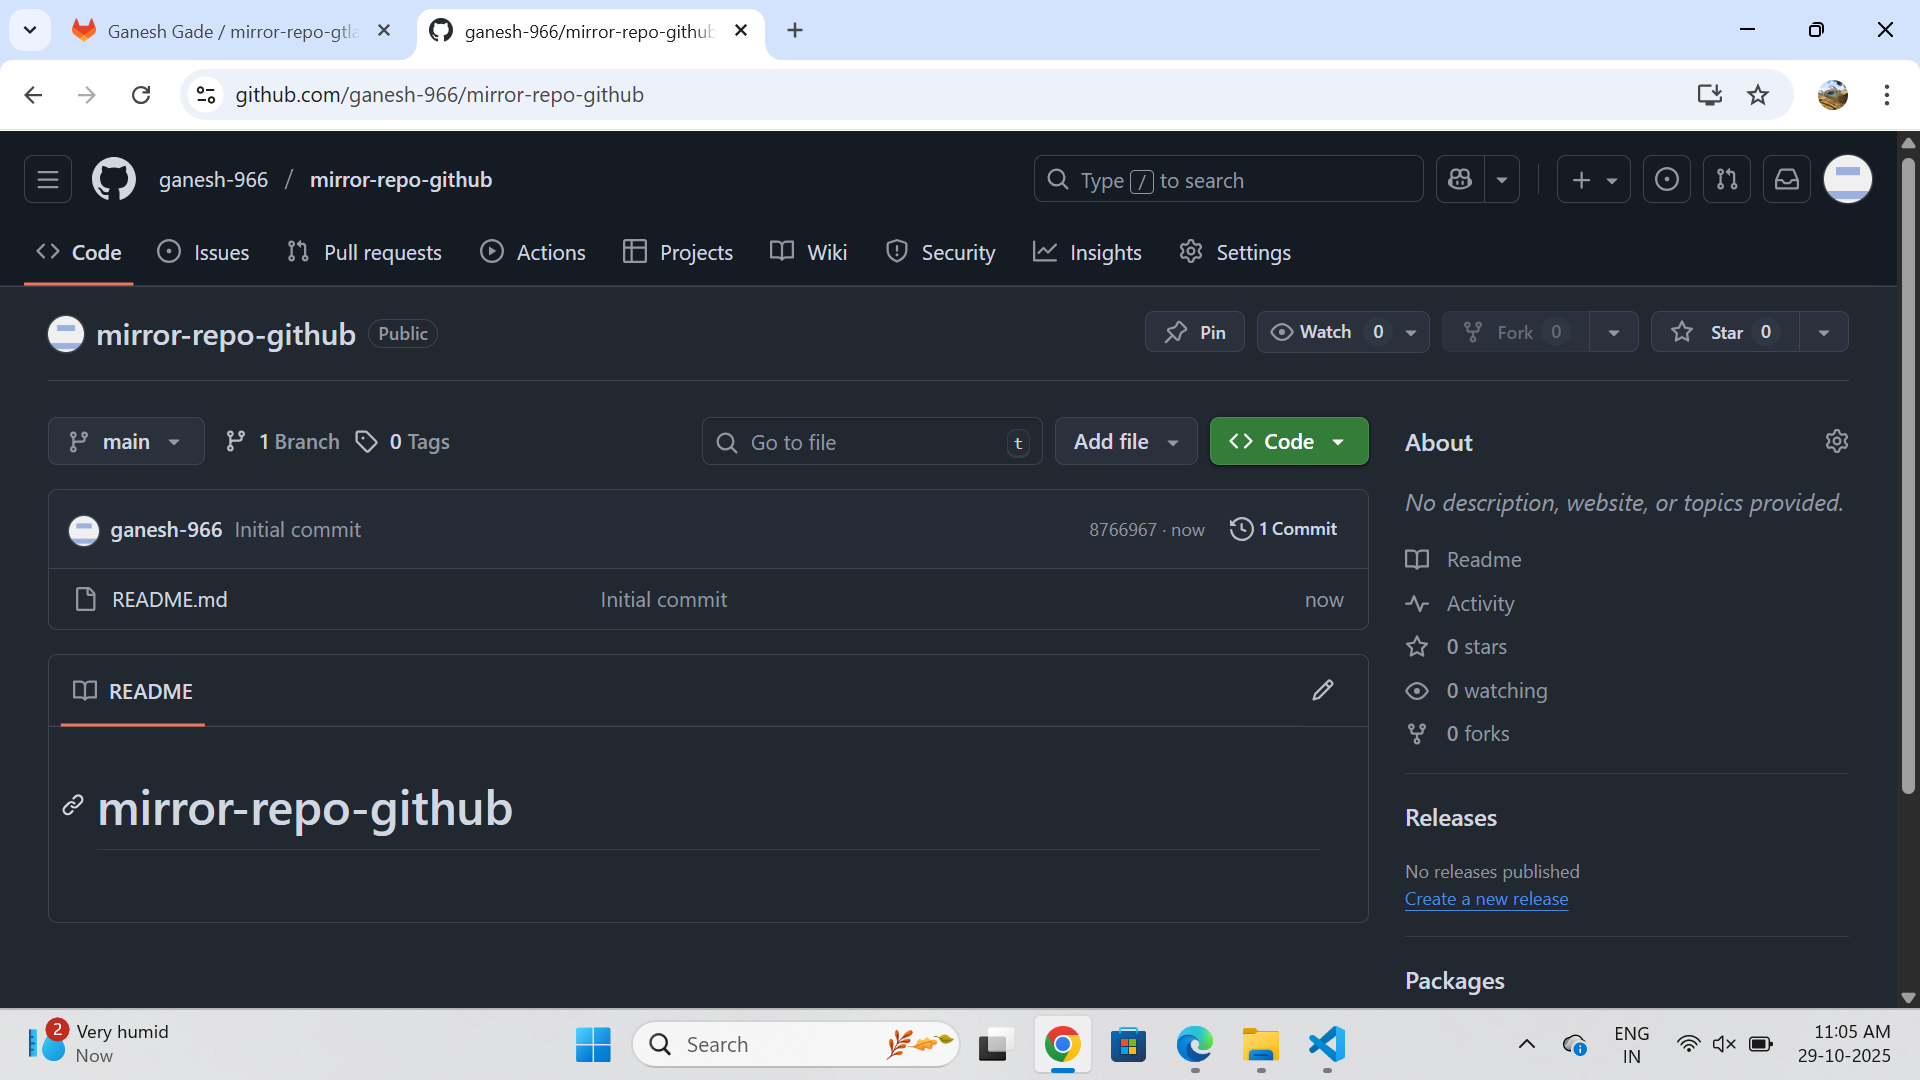 Ganesh Gade / mirror-repo-gtla
ganesh-966/mirror-repo-github
github.com/ganesh-966/mirror-repo-github
ganesh-966 / mirror-repo-github
Type / to search
Code Issues Pull requests Actions Projects Wiki Security Insights Settings
mirror-repo-github Public
Pin Watch 0 Fork 0 Star 0
main 1 Branch 0 Tags Go to file t Add file Code
ganesh-966 Initial commit 8766967 · now 1 Commit
README.md Initial commit now
README
mirror-repo-github
About
No description, website, or topics provided.
Readme
Activity
0 stars
0 watching
0 forks
Releases
No releases published
Create a new release
Packages
2
Very humid
Now
Search
ENG
IN
11:05 AM
29-10-2025